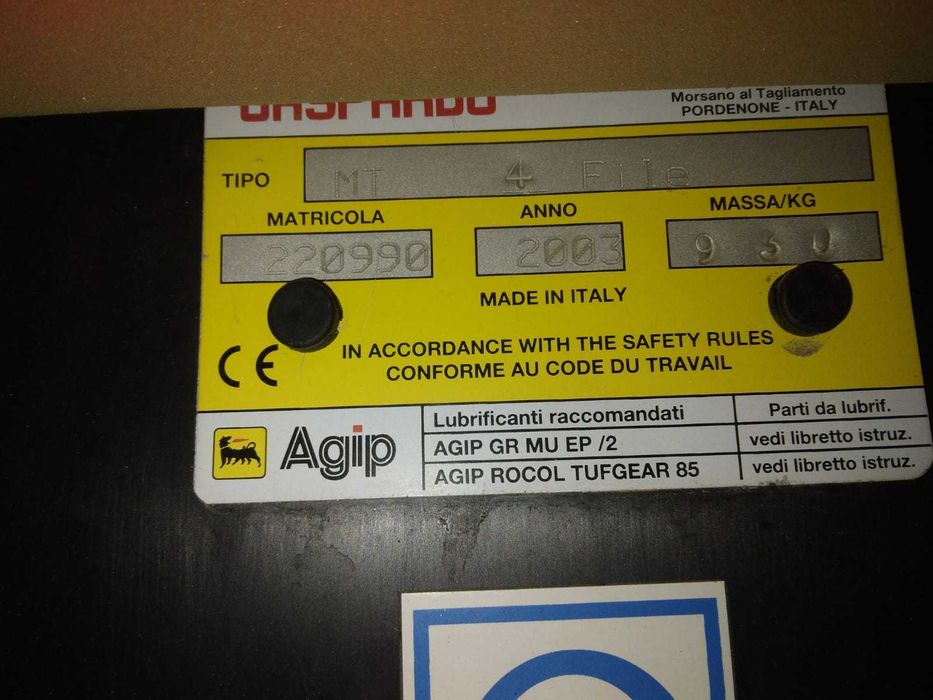 GASPARDO
Morsano al Tagliamento
PORDENONE - ITALY
TIPO MT 4 File
MATRICOLA ANNO MASSA/KG
220990 2003 930
MADE IN ITALY
CE
IN ACCORDANCE WITH THE SAFETY RULES
CONFORME AU CODE DU TRAVAIL
Agip
Lubrificanti raccomandati Parti da lubrif.
AGIP GR MU EP /2 vedi libretto istruz.
AGIP ROCOL TUFGEAR 85 vedi libretto istruz.